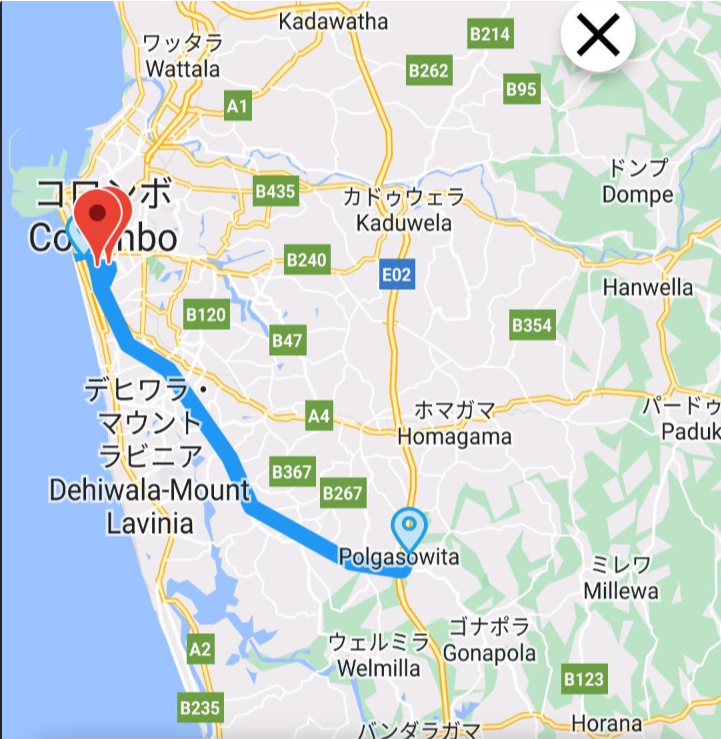 Kadawatha
B214
ワッタラ
Wattala
B262
B95
A1
ドンプ
Dompe
コロンボ
Colombo
B435
カドゥウェラ
Kaduwela
B240
E02
Hanwella
B120
B354
B47
デヒワラ・
マウント
ラビニア
Dehiwala-Mount
Lavinia
A4
ホマガマ
Homagama
パードゥ
Paduk
B367
B267
Polgasowita
ミレワ
Millewa
ゴナポラ
Gonapola
ウェルミラ
Welmilla
A2
B123
B235
Horana
バンダラガマ